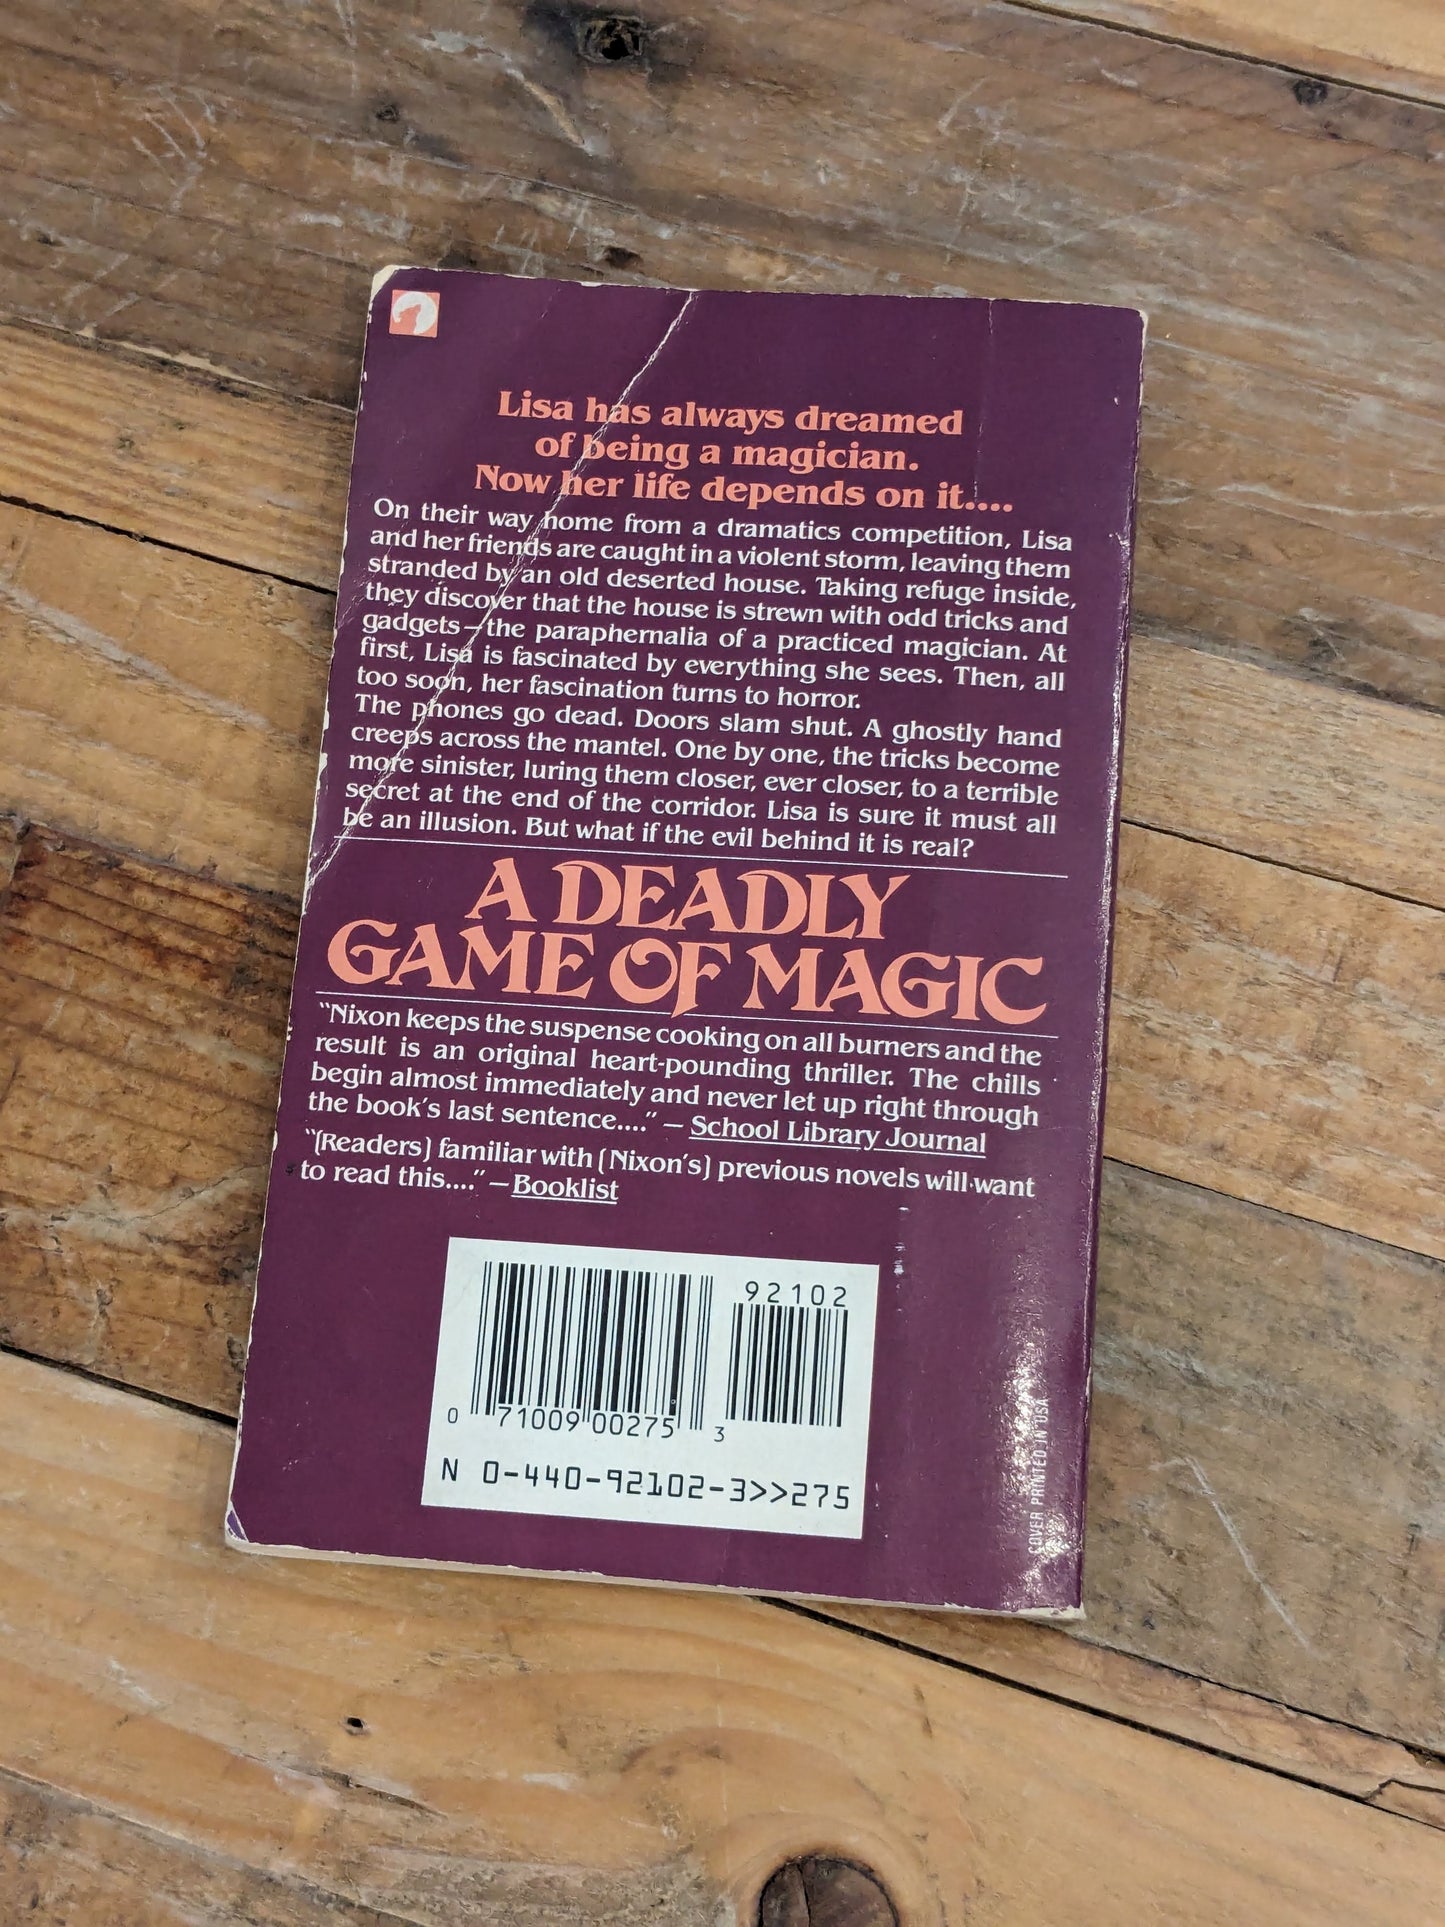 Lisa has always dreamed
of being a magician.
Now her life depends on it....
On their way home from a dramatics competition, Lisa
and her friends are caught in a violent storm, leaving them
stranded by an old deserted house. Taking refuge inside,
they discover that the house is strewn with odd tricks and
gadgets—the paraphernalia of a practiced magician. At
first, Lisa is fascinated by everything she sees. Then, all
too soon, her fascination turns to horror.
The phones go dead. Doors slam shut. A ghostly hand
creeps across the mantel. One by one, the tricks become
more sinister, luring them closer, ever closer, to a terrible
secret at the end of the corridor. Lisa is sure it must all
be an illusion. But what if the evil behind it is real?
A DEADLY
GAME OF MAGIC
"Nixon keeps the suspense cooking on all burners and the
result is an original heart-pounding thriller. The chills
begin almost immediately and never let up right through
the book's last sentence...." — School Library Journal
"(Readers) familiar with (Nixon's) previous novels will want
to read this...." —Booklist
92102
0 71009 00275 3
N 0-440-92102-3>>275
COVER PRINTED IN USA